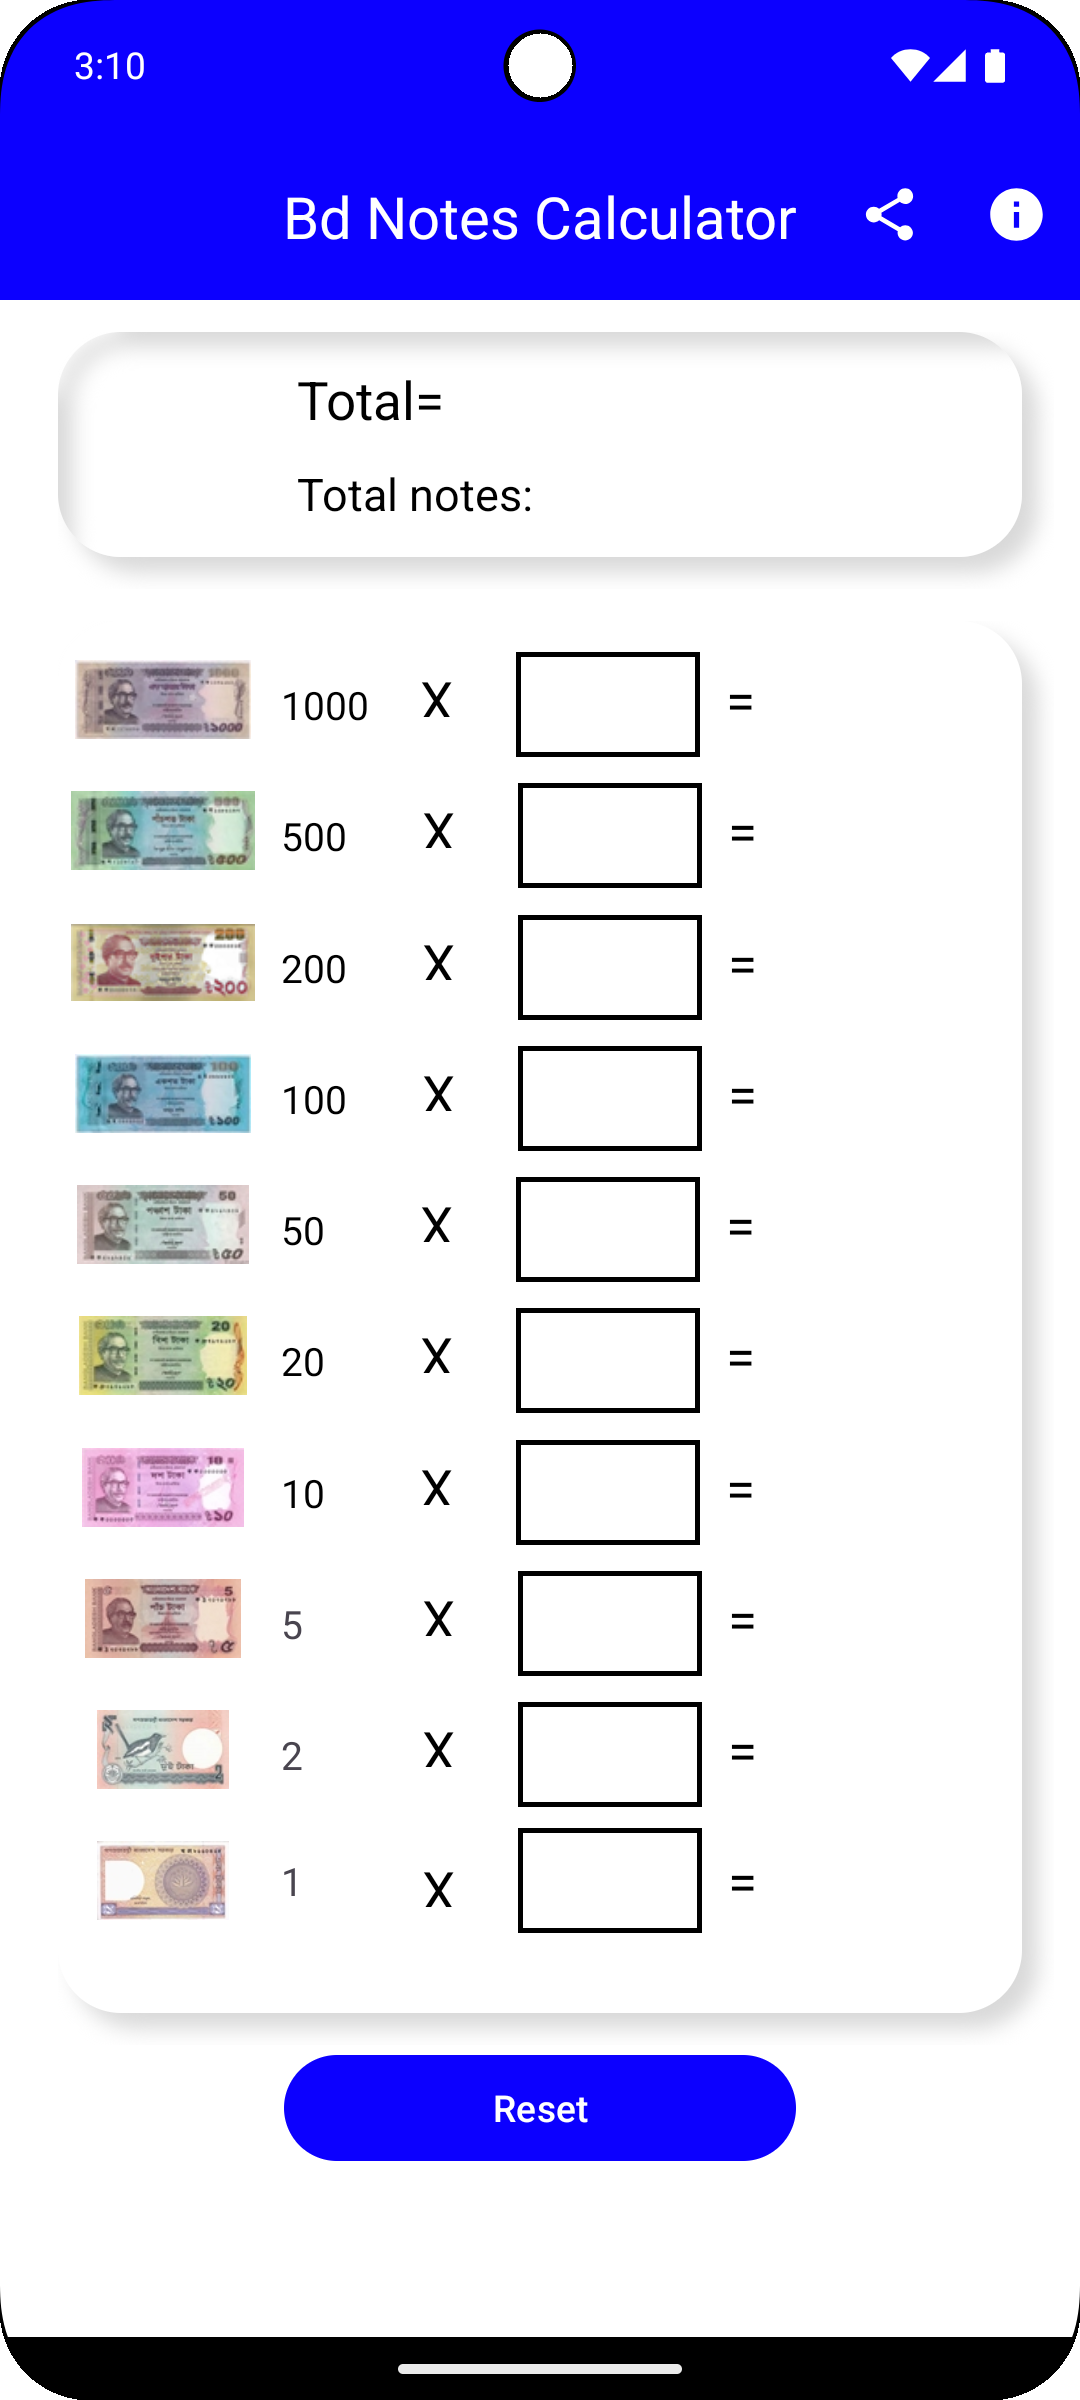 3:10
Bd Notes Calculator
Total=
Total notes:
1000 X =
500 X =
200 X =
100 X =
50 X =
20 X =
10 X =
5 X =
2 X =
1 X =
Reset